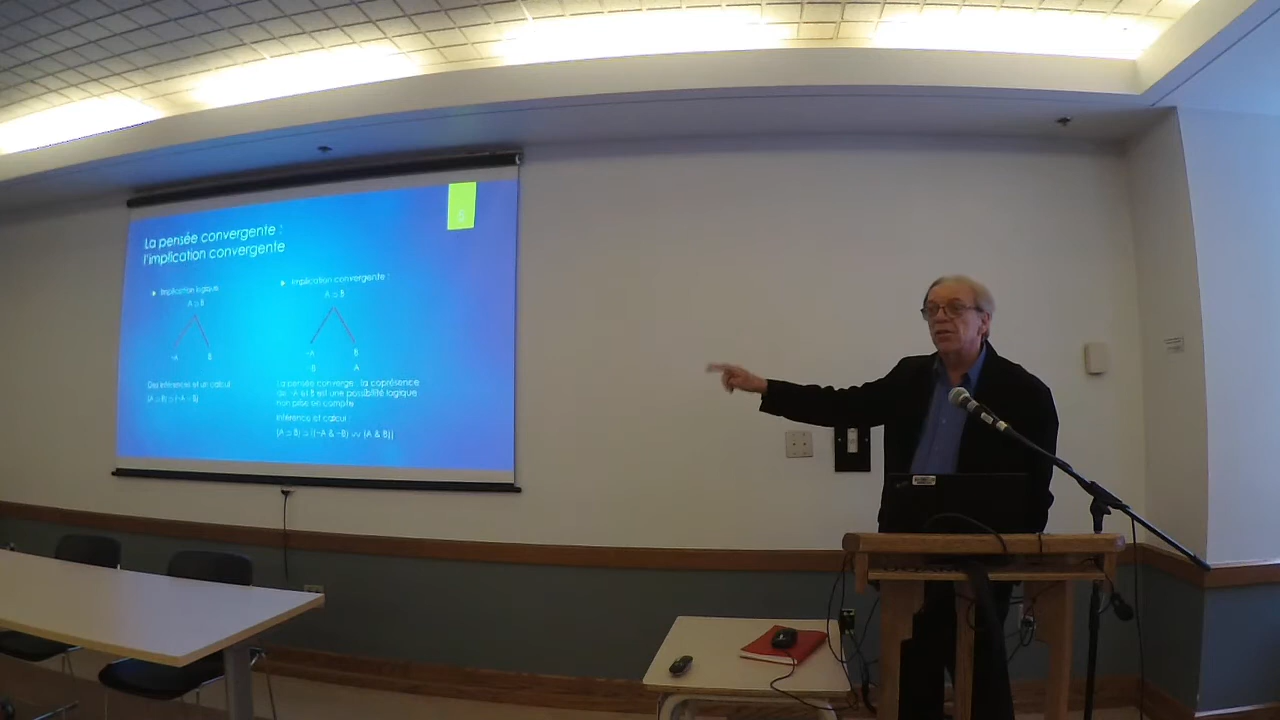 5
La pensée convergente :
l'implication convergente
Implication logique
A ⊃ B
¬A B
Des inférences et un calcul
(A ⊃ B) ⊃ (¬A ∨ B)
Implication convergente :
A ⊃ B
¬A B
¬B A
La pensée converge : la coprésence
de ¬A et B est une possibilité logique
non prise en compte
Inférence et calcul
(A ⊃ B) ⊃ [(¬A & ¬B) ∨∨ (A & B)]